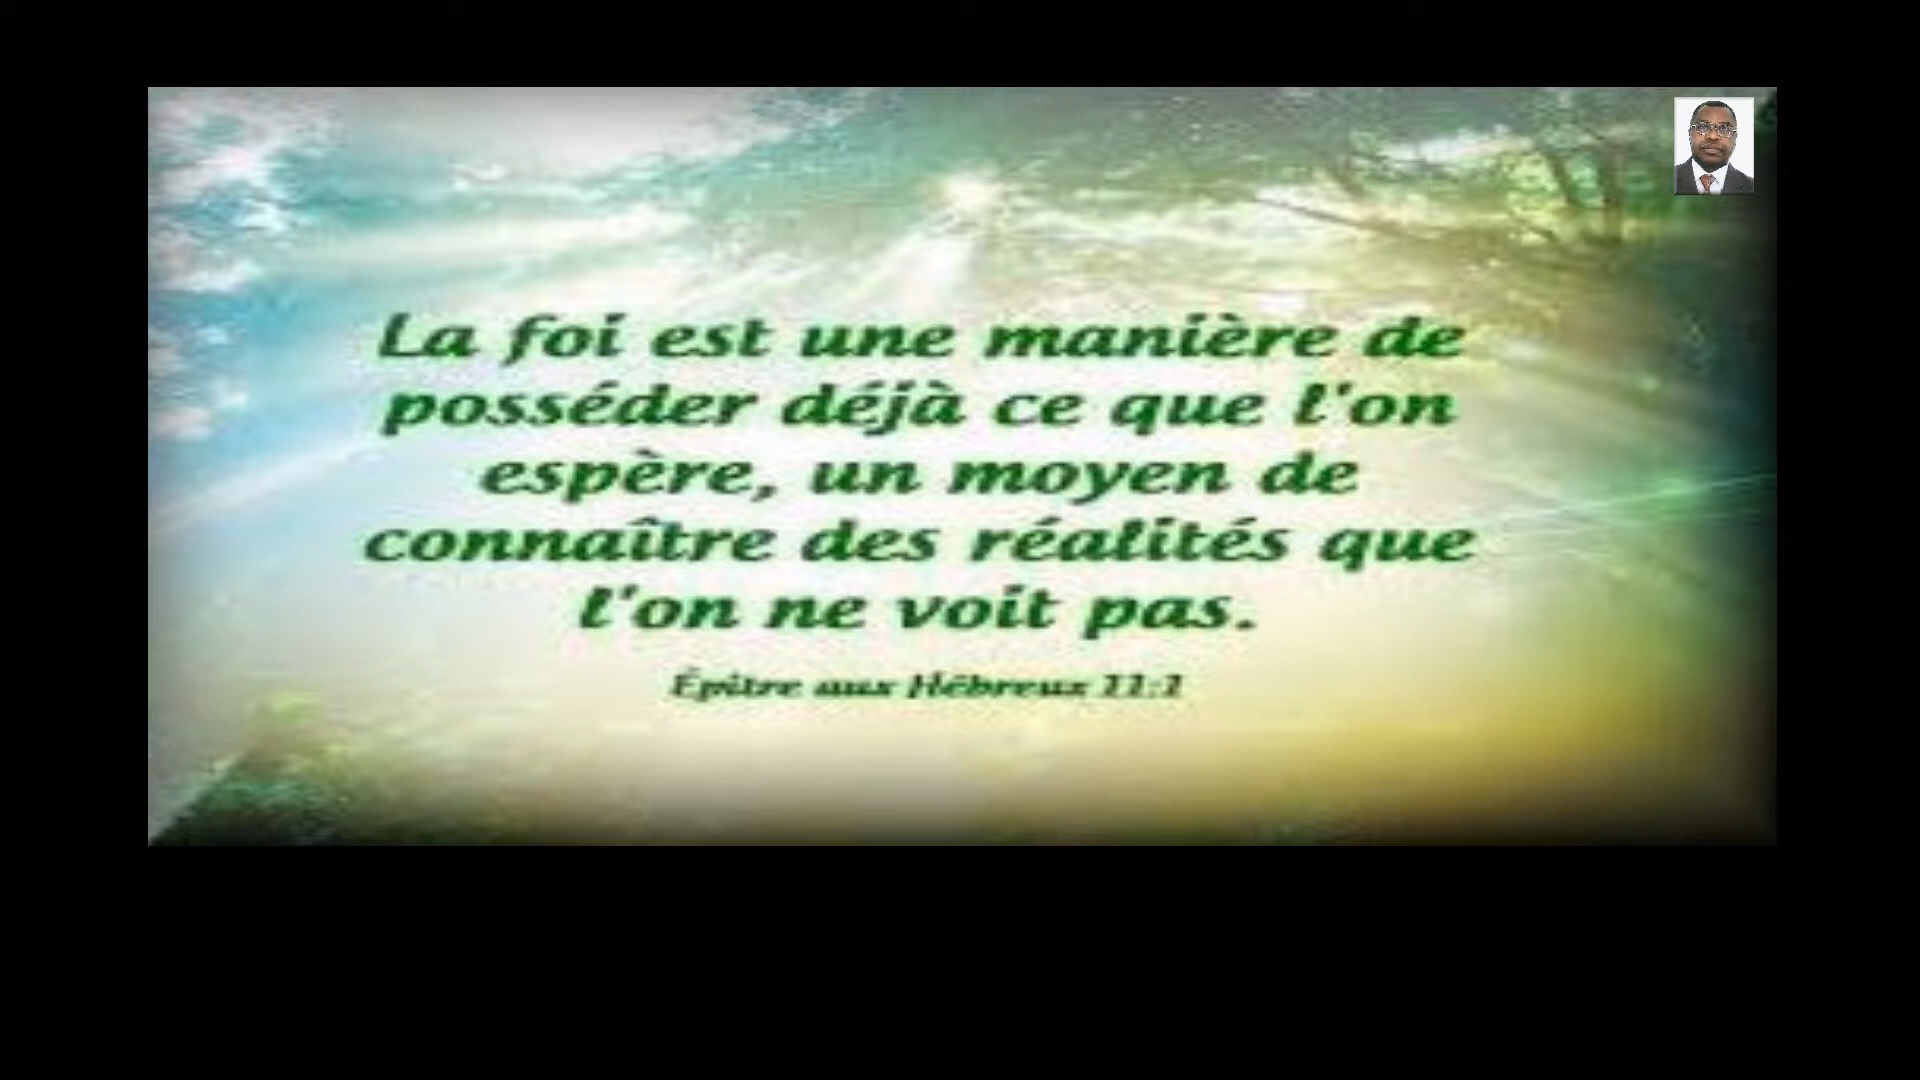 La foi est une manière de
posséder déjà ce que l'on
espère, un moyen de
connaître des réalités que
l'on ne voit pas.
Épitre aux Hébreux 11:1